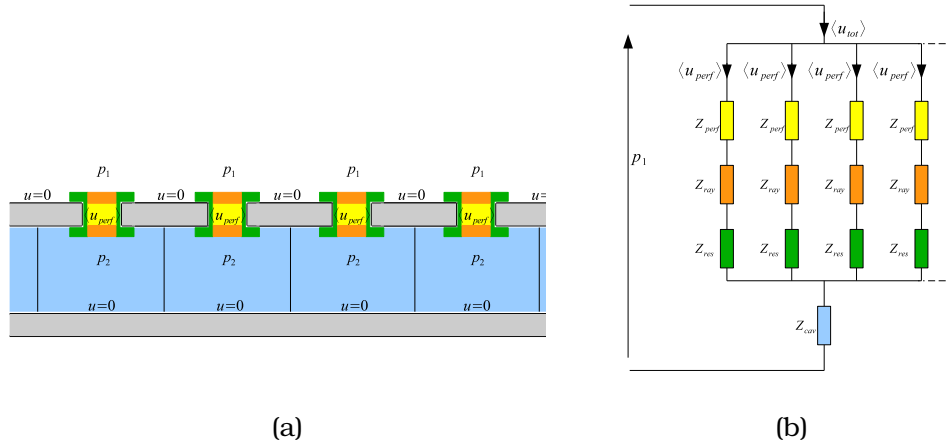 p1 p1 p1 p1
u=0 u=0 u=0 u=0 u=
⟨uperf⟩ ⟨uperf⟩ ⟨uperf⟩ ⟨uperf⟩
p2 p2 p2 p2
u=0 u=0 u=0 u=0
(a)
⟨utot⟩
⟨uperf⟩ ⟨uperf⟩ ⟨uperf⟩ ⟨uperf⟩
Zperf Zperf Zperf Zperf
p1
Zray Zray Zray Zray
Zres Zres Zres Zres
Zcav
(b)